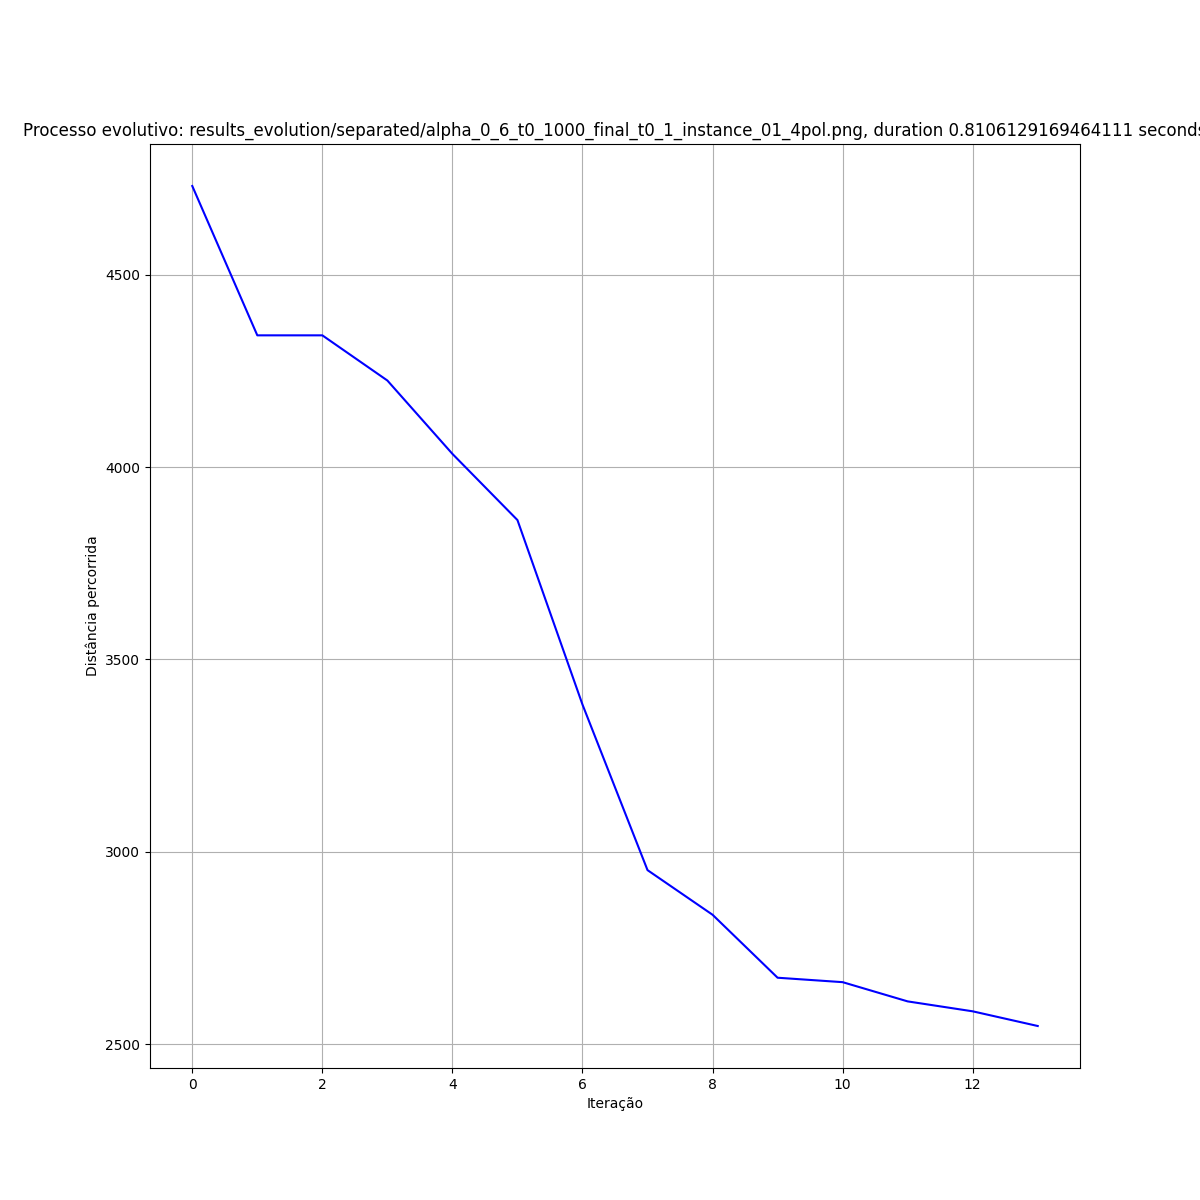 Processo evolutivo: results_evolution/separated/alpha_0_6_t0_1000_final_t0_1_instance_01_4pol.png, duration 0.8106129169464111 seconds
4500
4000
3500
3000
2500
Distância percorrida
0 2 4 6 8 10 12
Iteração